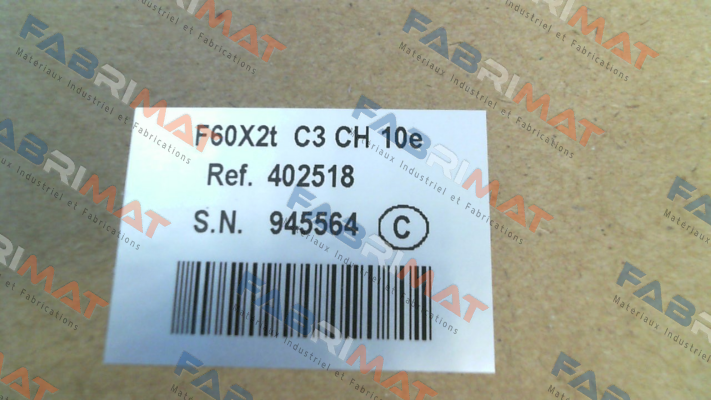 F60X2t C3 CH 10e
Ref. 402518
S.N. 945564 C
FABRIMAT
Materiaux Industriel et Fabrications